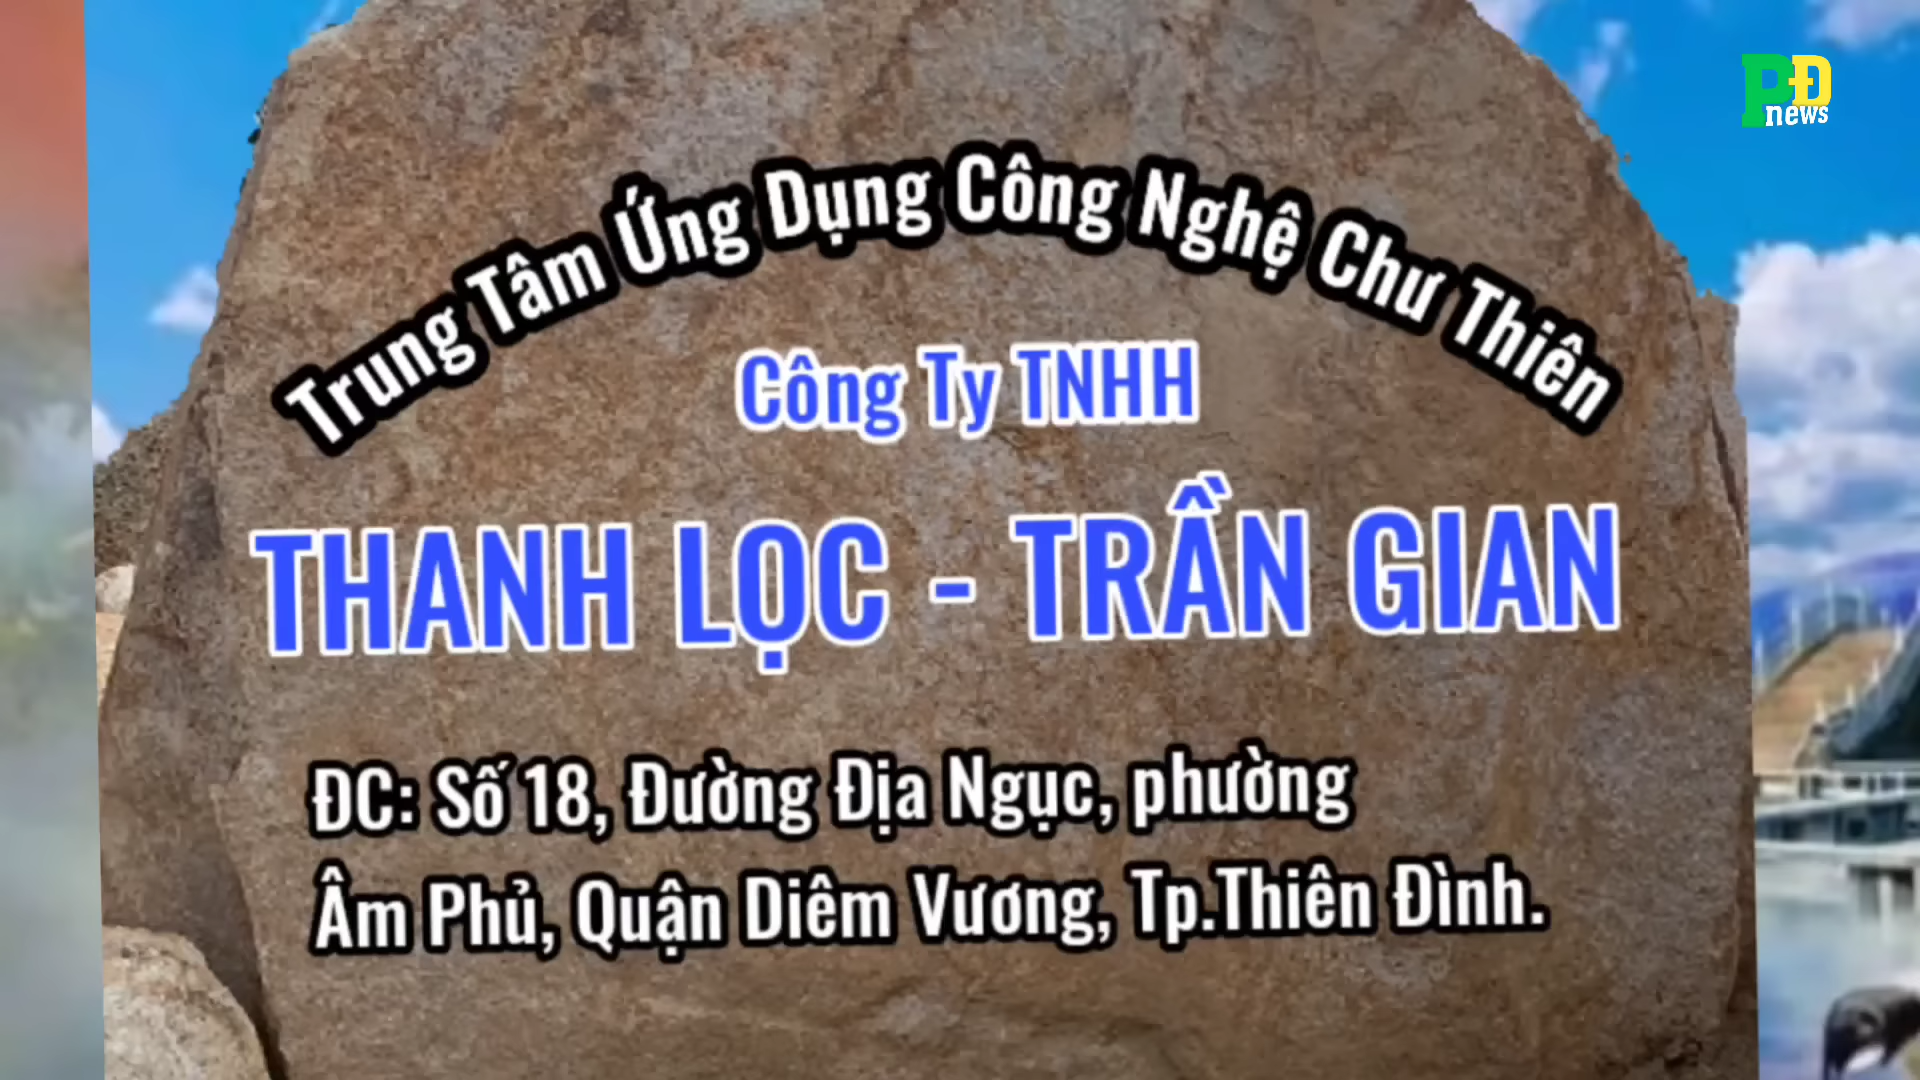 PĐ
news
Trung Tâm Ứng Dụng Công Nghệ Chư Thiên
Công Ty TNHH
THANH LỌC - TRẦN GIAN
ĐC: Số 18, Đường Địa Ngục, phường
Âm Phủ, Quận Diêm Vương, Tp.Thiên Đình.